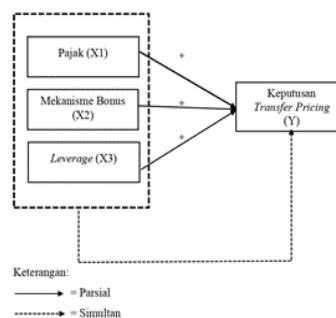 Pajak (X1)
+
Mekanisme Bonus
(X2)
+
Leverage (X3)
+
Keputusan
Transfer Pricing
(Y)
Keterangan:
= Parsial
= Simultan